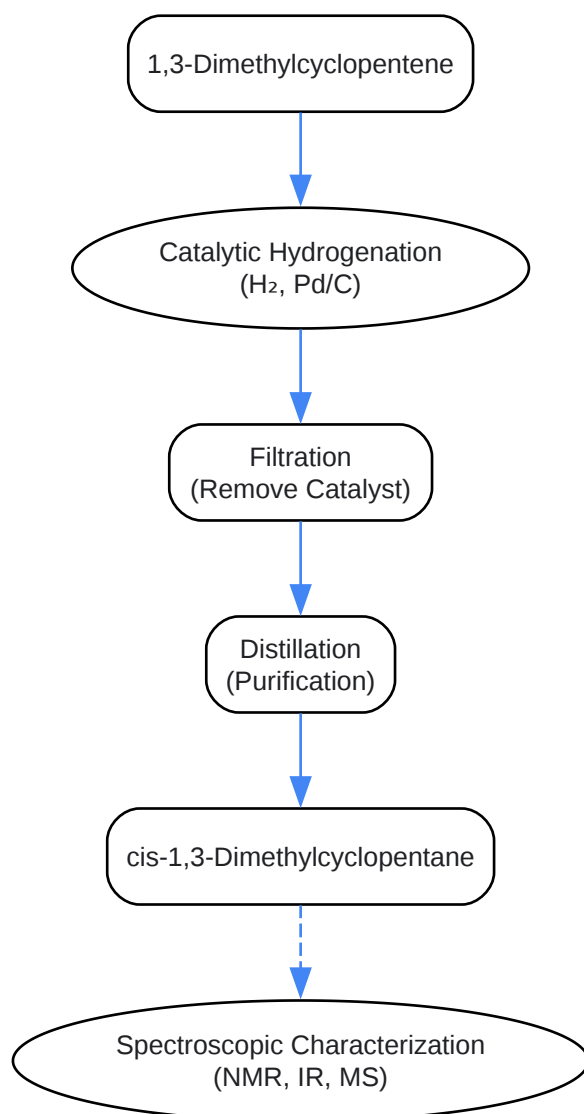 1,3-Dimethylcyclopentene
Catalytic Hydrogenation
(H₂, Pd/C)
Filtration
(Remove Catalyst)
Distillation
(Purification)
cis-1,3-Dimethylcyclopentane
Spectroscopic Characterization
(NMR, IR, MS)